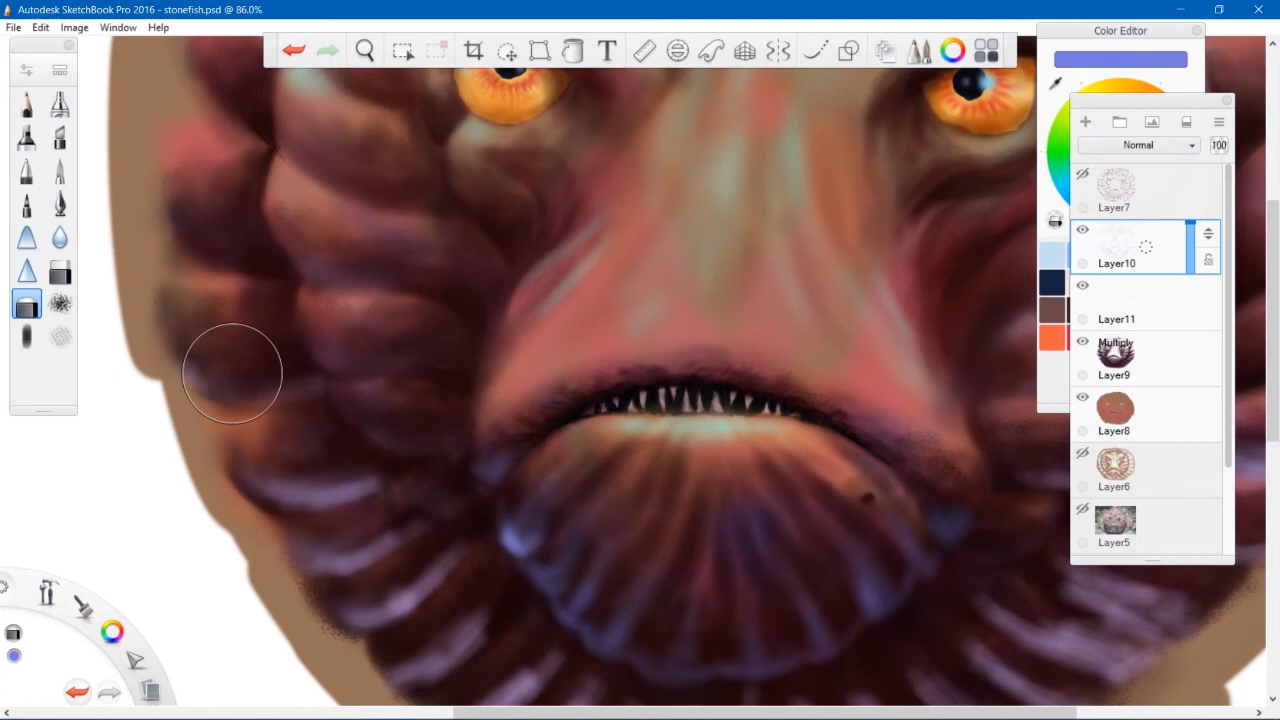 Autodesk SketchBook Pro 2016 - stonefish.psd @ 86.0%
File Edit Image Window Help
Color Editor
Normal 100
Layer7
Layer10
Layer11
Multiply
Layer9
Layer8
Layer6
Layer5